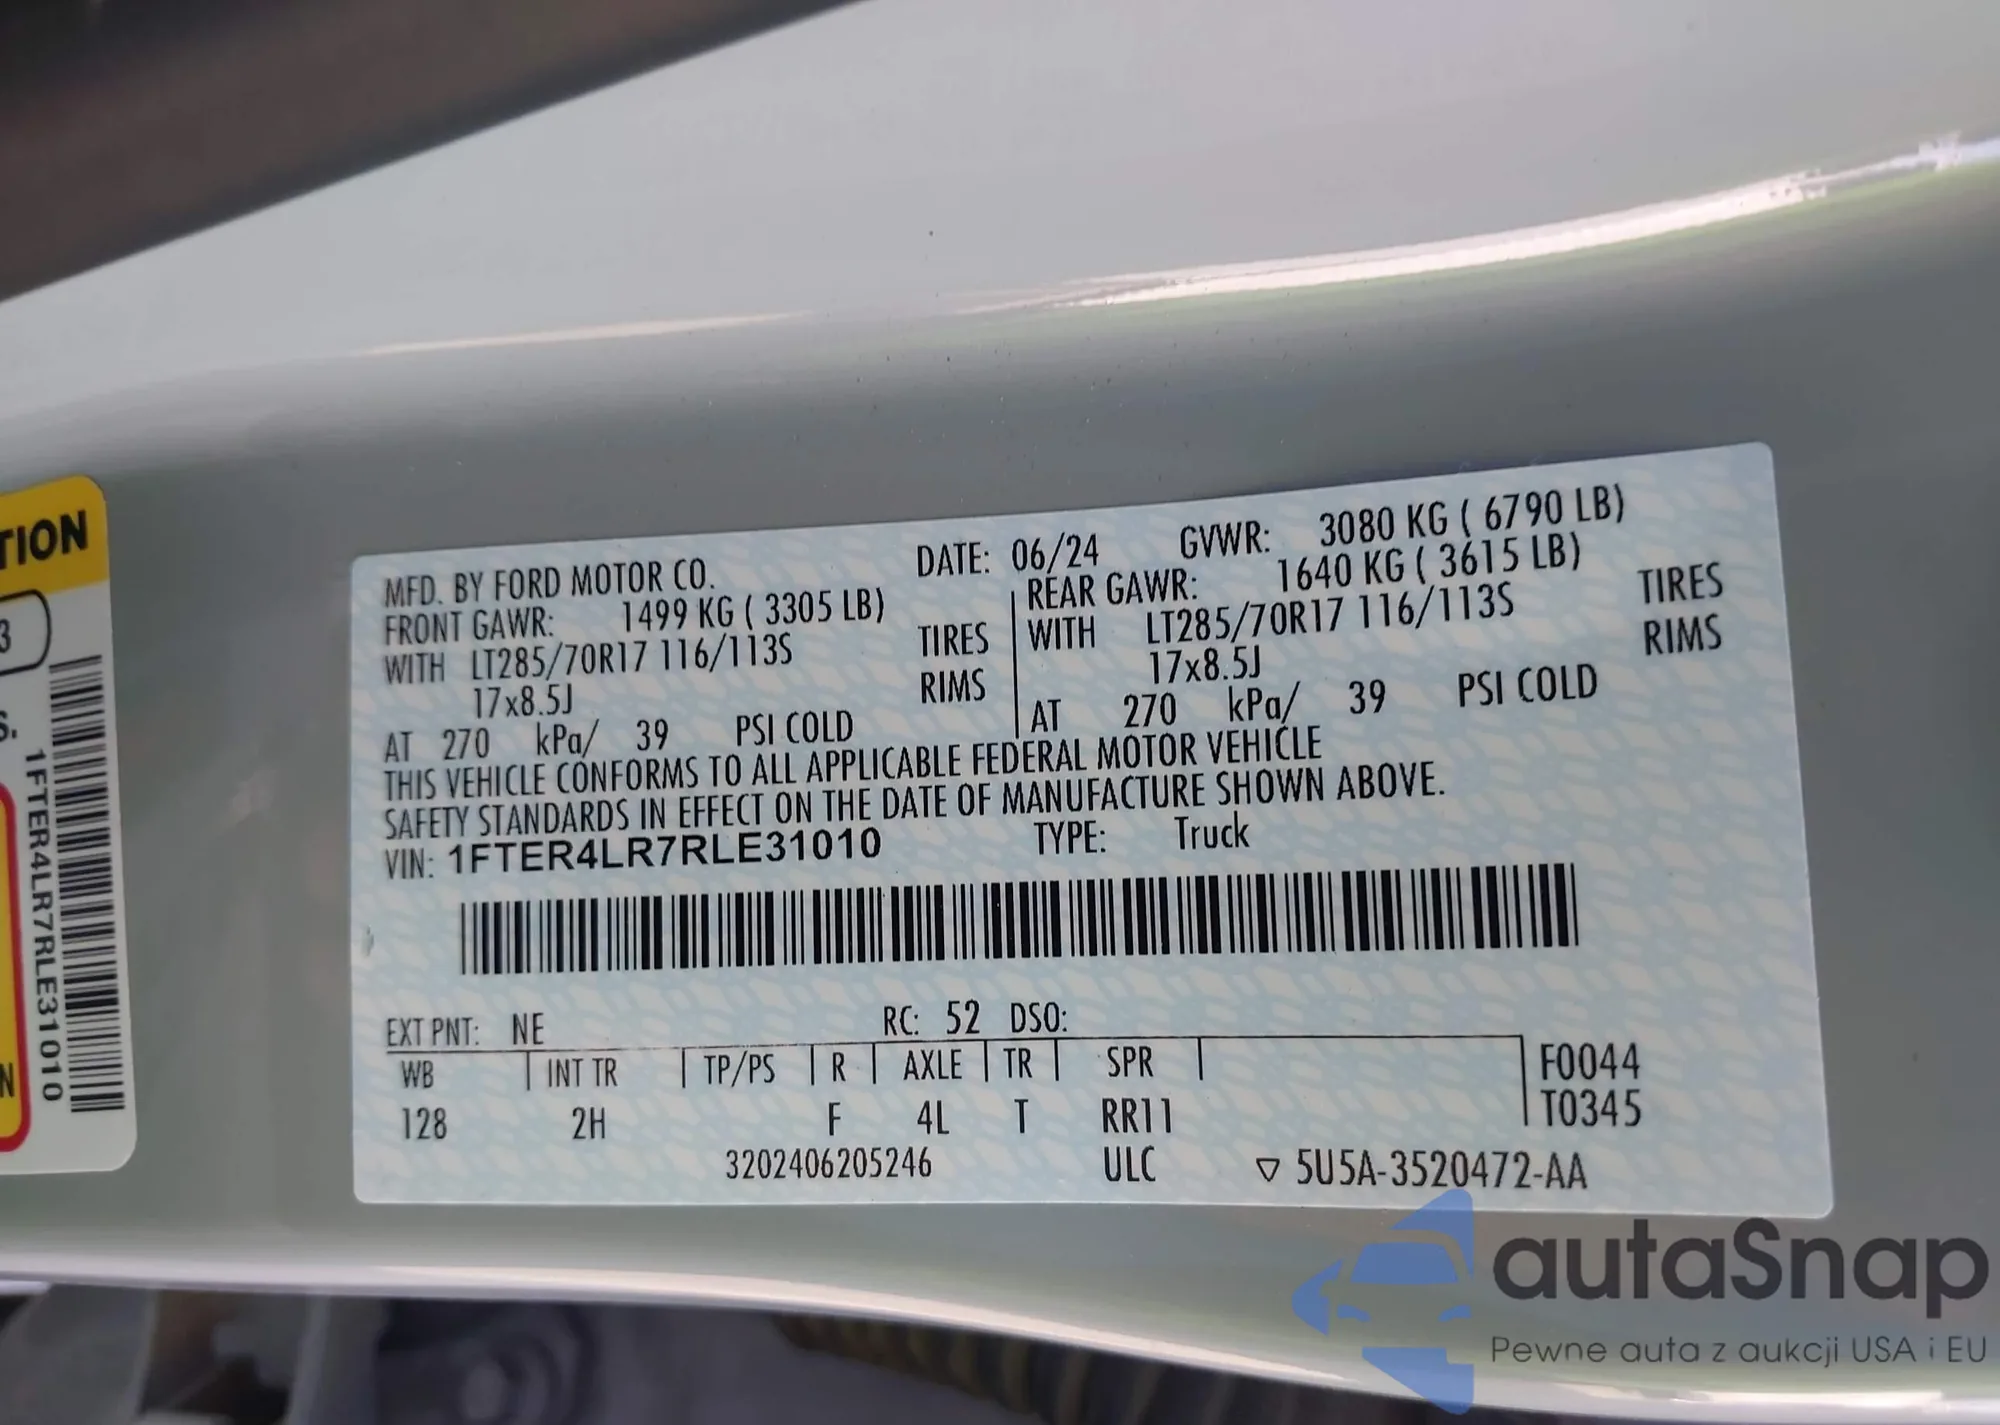 TION
3
S.
1FTER4LR7RLE31010
N
MFD. BY FORD MOTOR CO. DATE: 06/24 GVWR: 3080 KG ( 6790 LB)
FRONT GAWR: 1499 KG ( 3305 LB) REAR GAWR: 1640 KG ( 3615 LB)
WITH LT285/70R17 116/113S TIRES WITH LT285/70R17 116/113S TIRES
17x8.5J RIMS 17x8.5J RIMS
AT 270 kPa/ 39 PSI COLD AT 270 kPa/ 39 PSI COLD
THIS VEHICLE CONFORMS TO ALL APPLICABLE FEDERAL MOTOR VEHICLE
SAFETY STANDARDS IN EFFECT ON THE DATE OF MANUFACTURE SHOWN ABOVE.
VIN: 1FTER4LR7RLE31010 TYPE: Truck
EXT PNT: NE RC: 52 DSO:
WB INT TR TP/PS R AXLE TR SPR F0044
128 2H F 4L T RR11 T0345
3202406205246 ULC ▽ 5U5A-3520472-AA
autaSnap
Pewne auta z aukcji USA i EU